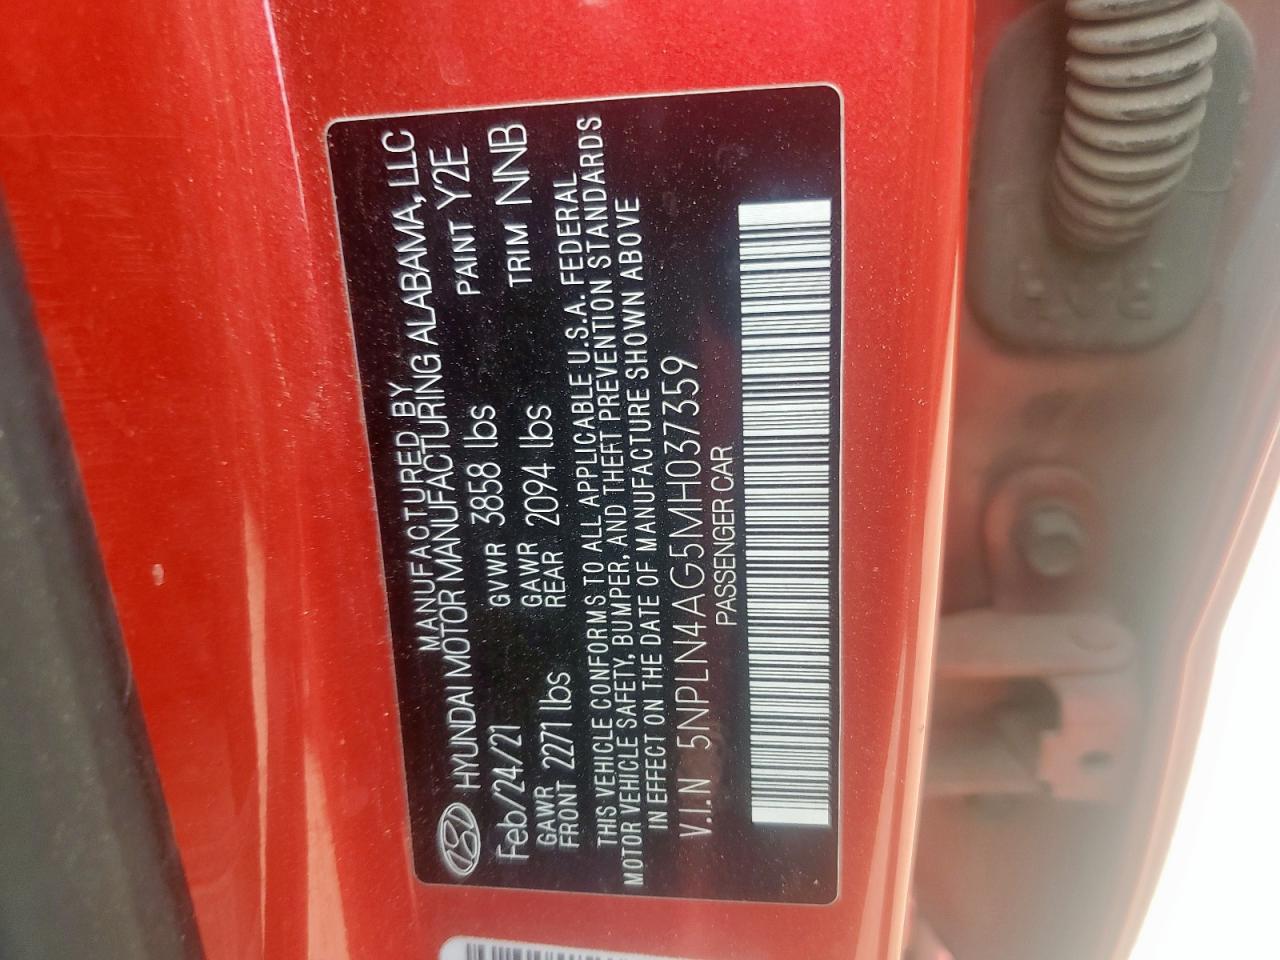 MANUFACTURED BY
HYUNDAI MOTOR MANUFACTURING ALABAMA, LLC
Feb/24/21 GVWR 3858 lbs PAINT Y2E
GAWR FRONT 2271 lbs GAWR REAR 2094 lbs TRIM NNB
THIS VEHICLE CONFORMS TO ALL APPLICABLE U.S.A. FEDERAL
MOTOR VEHICLE SAFETY, BUMPER, AND THEFT PREVENTION STANDARDS
IN EFFECT ON THE DATE OF MANUFACTURE SHOWN ABOVE
V.I.N 5NPLN4AG5MH037359
PASSENGER CAR